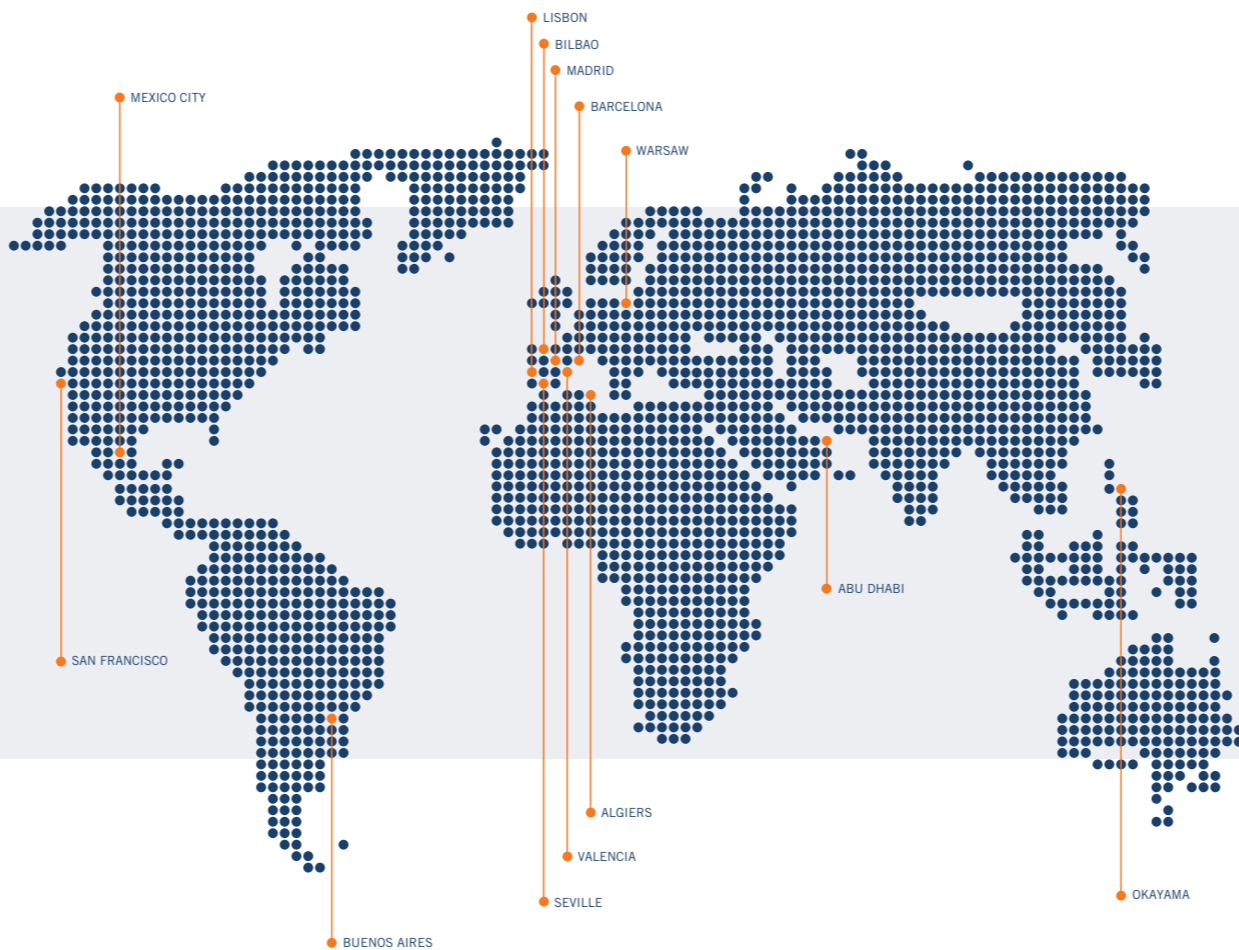 LISBON
BILBAO
MADRID
MEXICO CITY
BARCELONA
WARSAW
ABU DHABI
SAN FRANCISCO
ALGIERS
VALENCIA
OKAYAMA
SEVILLE
BUENOS AIRES